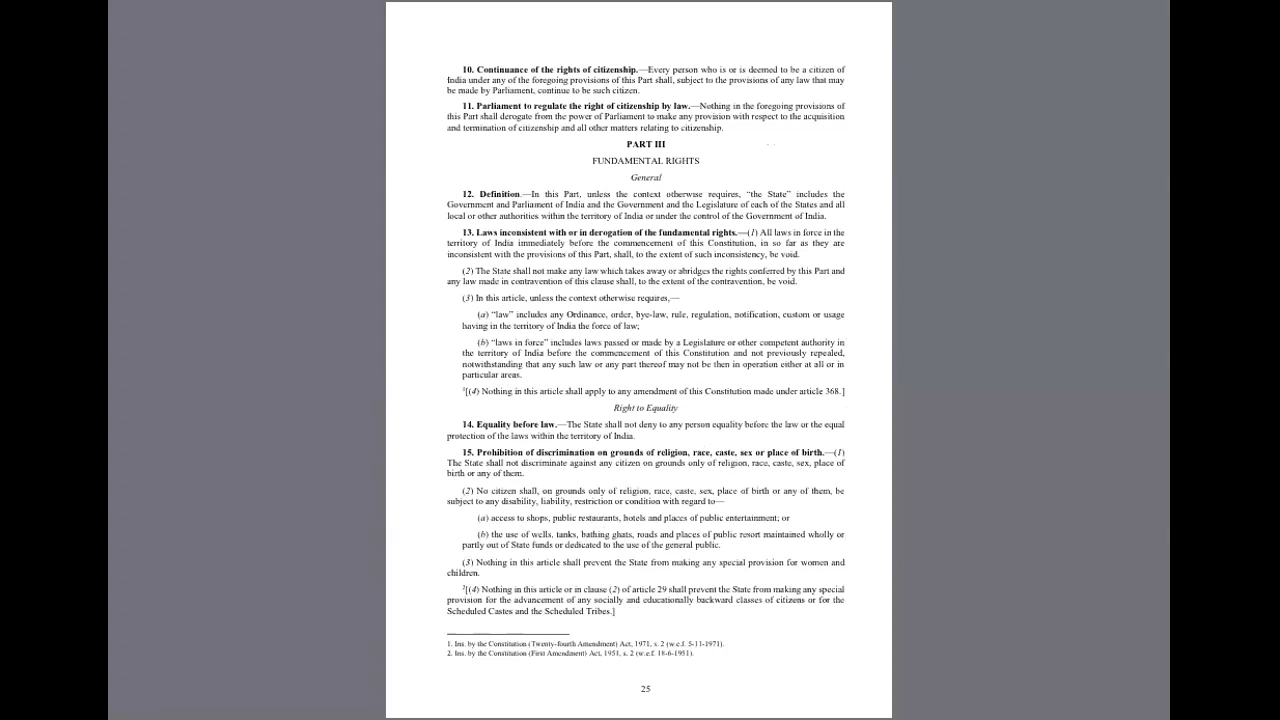 10. Continuance of the rights of citizenship.—Every person who is or is deemed to be a citizen of
India under any of the foregoing provisions of this Part shall, subject to the provisions of any law that may
be made by Parliament, continue to be such citizen.
11. Parliament to regulate the right of citizenship by law.—Nothing in the foregoing provisions of
this Part shall derogate from the power of Parliament to make any provision with respect to the acquisition
and termination of citizenship and all other matters relating to citizenship.
PART III
FUNDAMENTAL RIGHTS
General
12. Definition.—In this Part, unless the context otherwise requires, “the State” includes the
Government and Parliament of India and the Government and the Legislature of each of the States and all
local or other authorities within the territory of India or under the control of the Government of India.
13. Laws inconsistent with or in derogation of the fundamental rights.—(1) All laws in force in the
territory of India immediately before the commencement of this Constitution, in so far as they are
inconsistent with the provisions of this Part, shall, to the extent of such inconsistency, be void.
(2) The State shall not make any law which takes away or abridges the rights conferred by this Part and
any law made in contravention of this clause shall, to the extent of the contravention, be void.
(3) In this article, unless the context otherwise requires,—
(a) “law” includes any Ordinance, order, bye-law, rule, regulation, notification, custom or usage
having in the territory of India the force of law;
(b) “laws in force” includes laws passed or made by a Legislature or other competent authority in
the territory of India before the commencement of this Constitution and not previously repealed,
notwithstanding that any such law or any part thereof may not be then in operation either at all or in
particular areas.
1[(4) Nothing in this article shall apply to any amendment of this Constitution made under article 368.]
Right to Equality
14. Equality before law.—The State shall not deny to any person equality before the law or the equal
protection of the laws within the territory of India.
15. Prohibition of discrimination on grounds of religion, race, caste, sex or place of birth.—(1)
The State shall not discriminate against any citizen on grounds only of religion, race, caste, sex, place of
birth or any of them.
(2) No citizen shall, on grounds only of religion, race, caste, sex, place of birth or any of them, be
subject to any disability, liability, restriction or condition with regard to—
(a) access to shops, public restaurants, hotels and places of public entertainment; or
(b) the use of wells, tanks, bathing ghats, roads and places of public resort maintained wholly or
partly out of State funds or dedicated to the use of the general public.
(3) Nothing in this article shall prevent the State from making any special provision for women and
children.
2[(4) Nothing in this article or in clause (2) of article 29 shall prevent the State from making any special
provision for the advancement of any socially and educationally backward classes of citizens or for the
Scheduled Castes and the Scheduled Tribes.]
1. Ins. by the Constitution (Twenty-fourth Amendment) Act, 1971, s. 2 (w.e.f. 5-11-1971).
2. Ins. by the Constitution (First Amendment) Act, 1951, s. 2 (w.e.f. 18-6-1951).
25